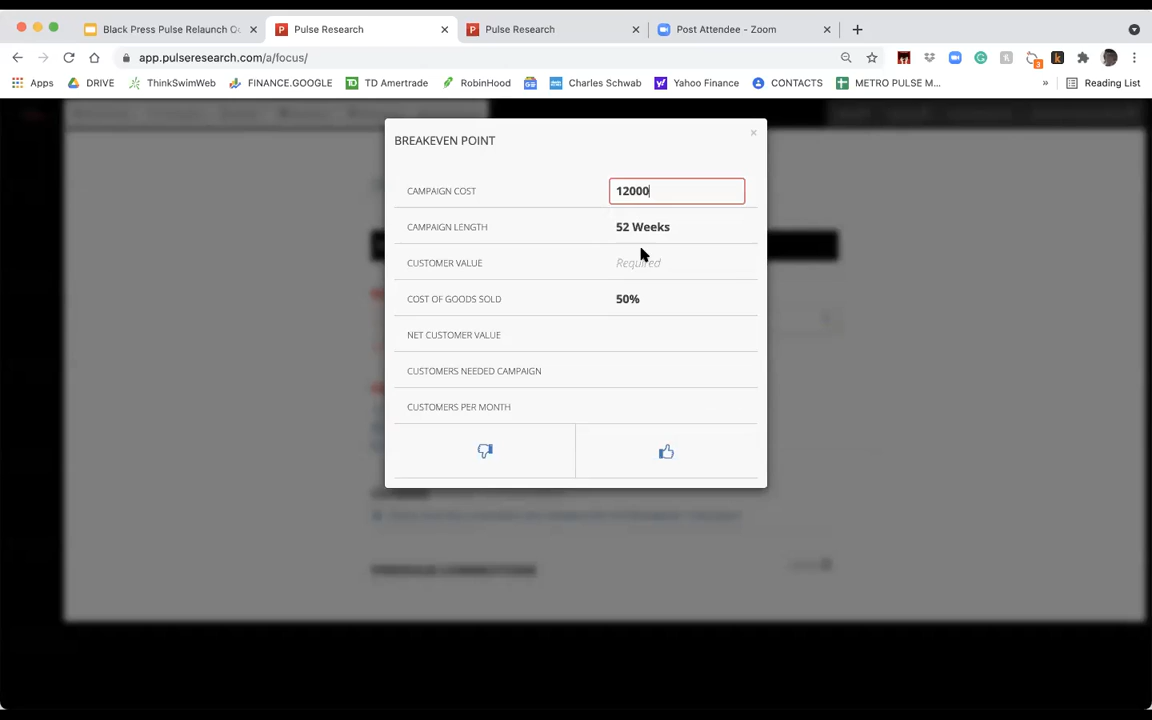 Black Press Pulse Relaunch Oc
Pulse Research
Pulse Research
Post Attendee - Zoom
app.pulseresearch.com/a/focus/
Apps
DRIVE
ThinkSwimWeb
FINANCE.GOOGLE
TD Amertrade
RobinHood
Charles Schwab
Yahoo Finance
CONTACTS
METRO PULSE M...
»
Reading List
BREAKEVEN POINT
CAMPAIGN COST 12000
CAMPAIGN LENGTH 52 Weeks
CUSTOMER VALUE Required
COST OF GOODS SOLD 50%
NET CUSTOMER VALUE
CUSTOMERS NEEDED CAMPAIGN
CUSTOMERS PER MONTH